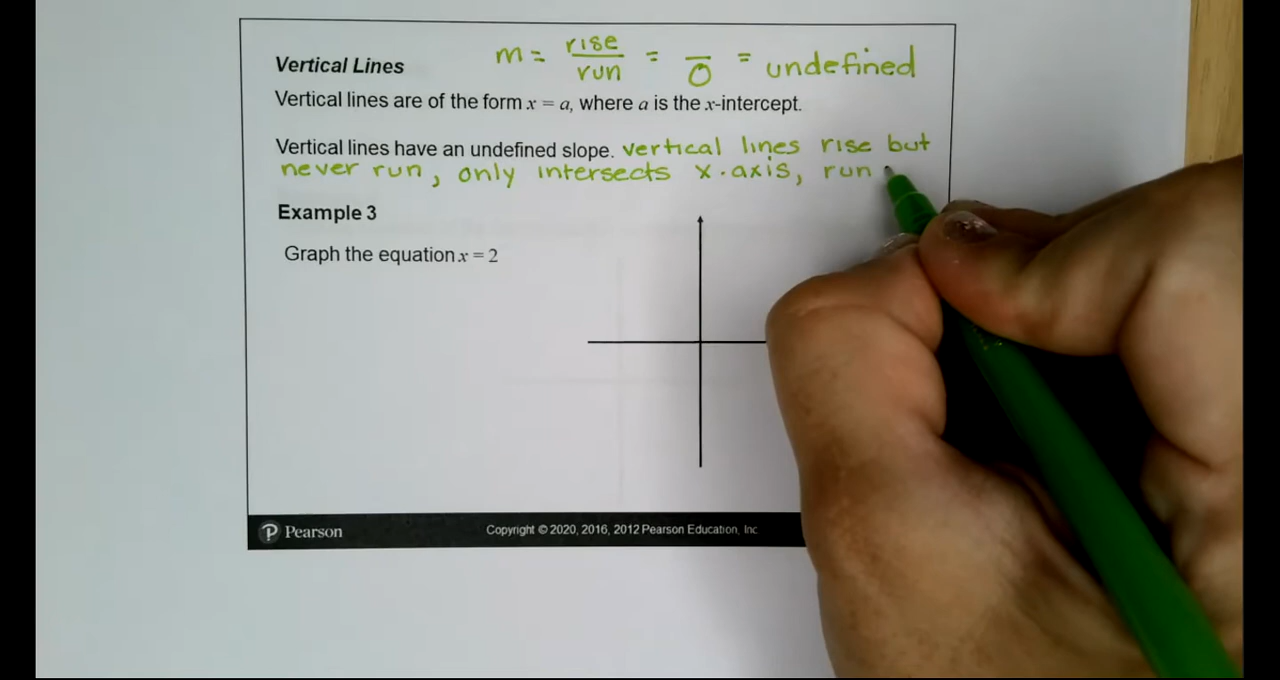 Vertical Lines m = rise/run = ‾/0 = undefined
Vertical lines are of the form x = a, where a is the x-intercept.
Vertical lines have an undefined slope. vertical lines rise but
never run, only intersects x-axis, run
Example 3
Graph the equation x = 2
P Pearson Copyright © 2020, 2016, 2012 Pearson Education, Inc